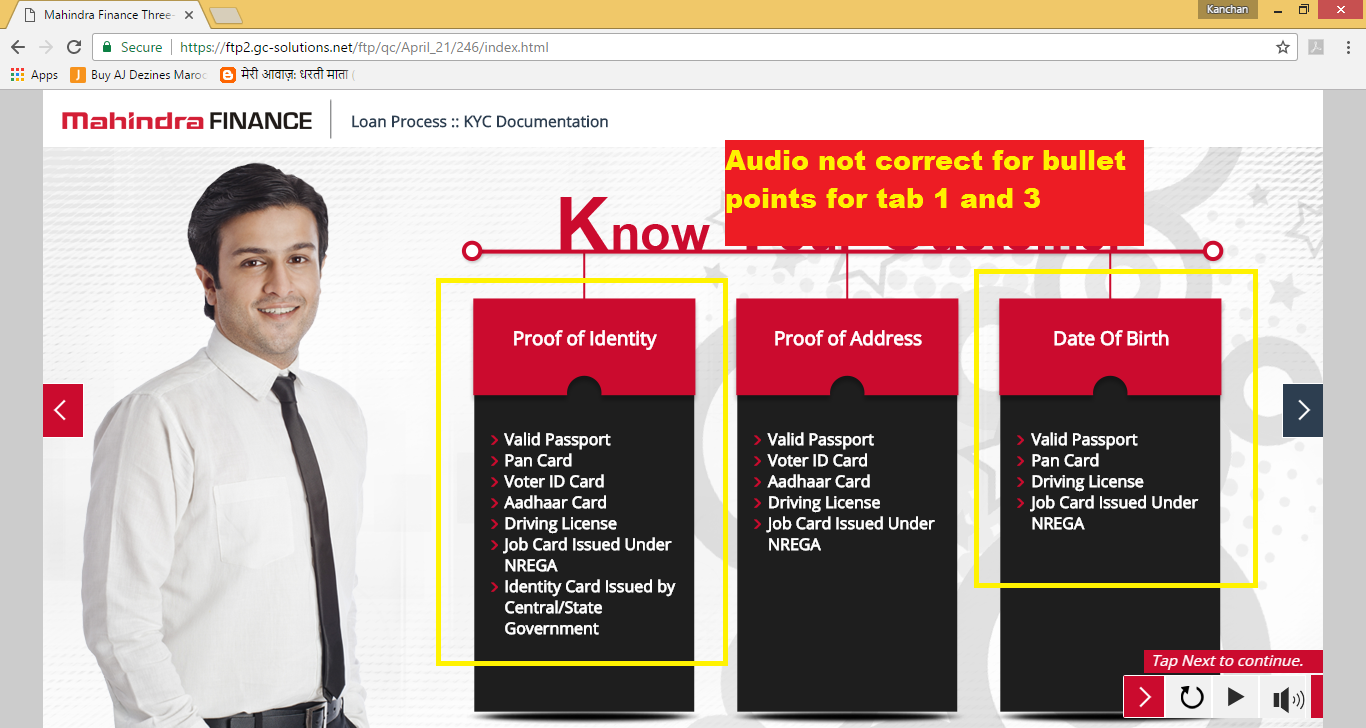 Mahindra Finance Three-
Kanchan
Secure
https://ftp2.gc-solutions.net/ftp/qc/April_21/246/index.html
Apps
Buy AJ Dezines Maroc
मेरी आवाज़: धरती माता (
Mahindra FINANCE
Loan Process :: KYC Documentation
Audio not correct for bullet
points for tab 1 and 3
Know
Proof of Identity
Valid Passport
Pan Card
Voter ID Card
Aadhaar Card
Driving License
Job Card Issued Under
NREGA
Identity Card Issued by
Central/State
Government
Proof of Address
Valid Passport
Voter ID Card
Aadhaar Card
Driving License
Job Card Issued Under
NREGA
Date Of Birth
Valid Passport
Pan Card
Driving License
Job Card Issued Under
NREGA
Tap Next to continue.